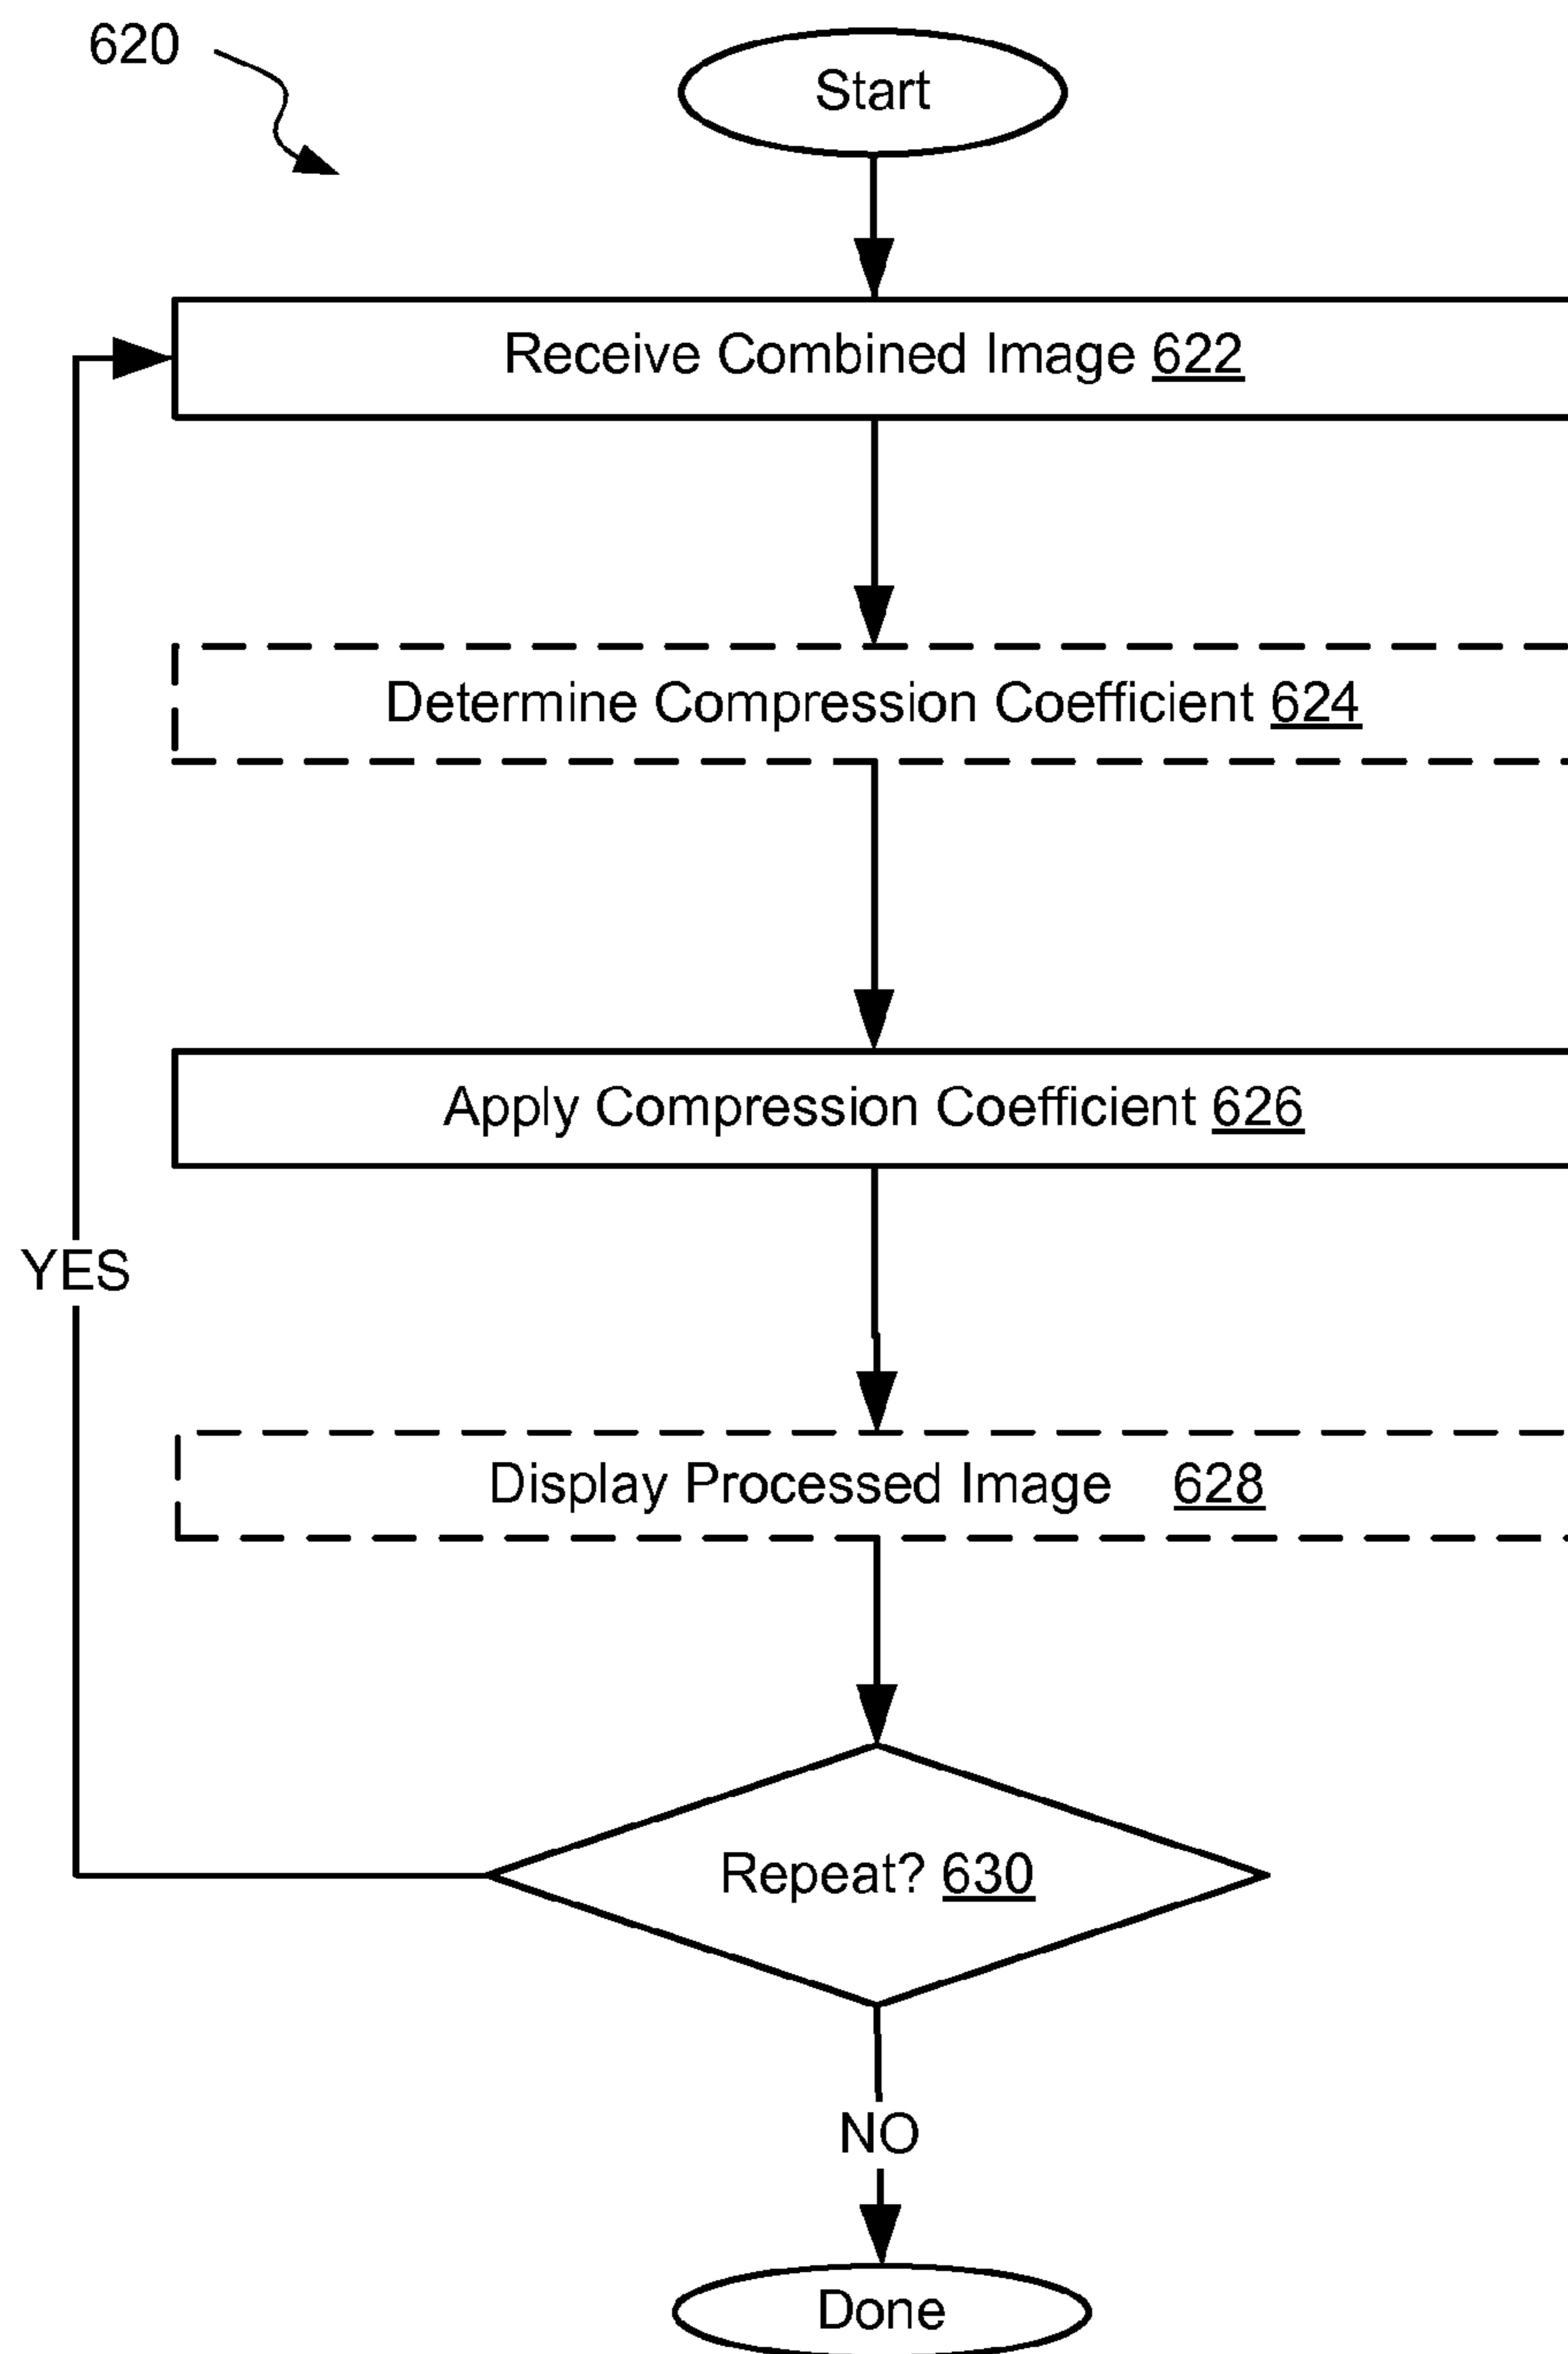 620
Start
Receive Combined Image 622
Determine Compression Coefficient 624
Apply Compression Coefficient 626
YES
Display Processed Image 628
Repeat? 630
NO
Done